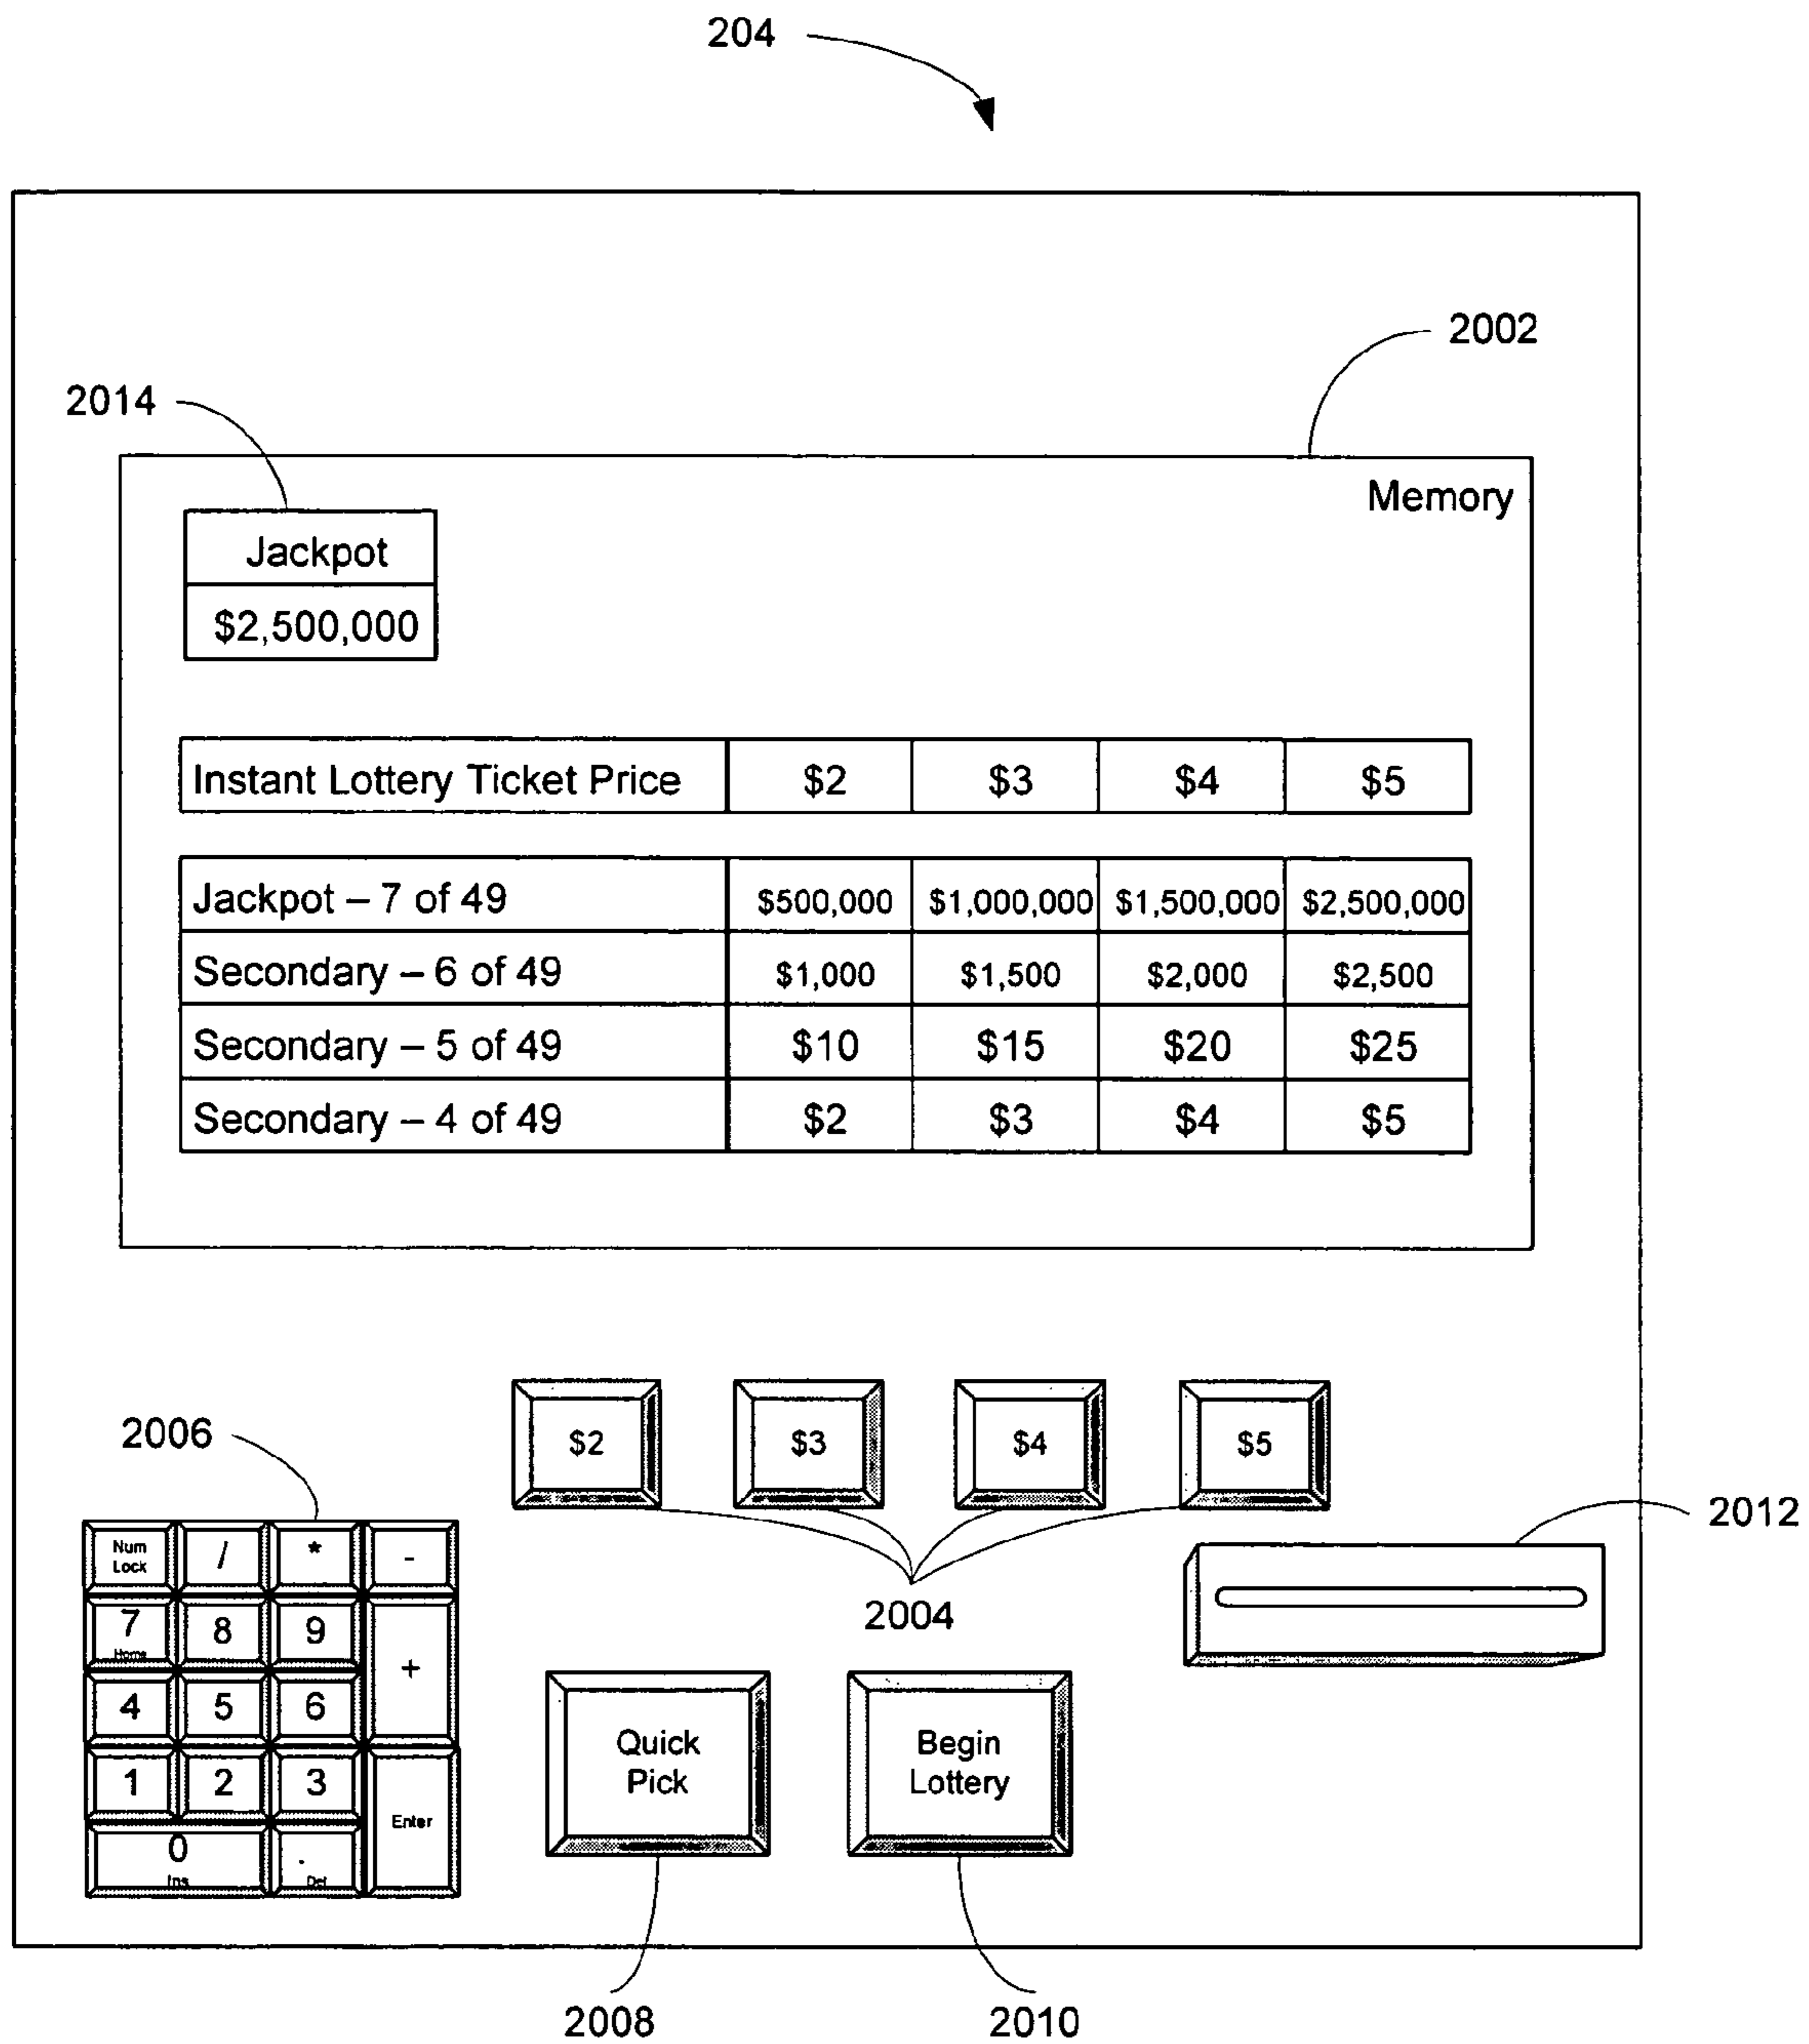 204
2002
2014
Memory
Jackpot
$2,500,000
Instant Lottery Ticket Price $2 $3 $4 $5
Jackpot – 7 of 49 $500,000 $1,000,000 $1,500,000 $2,500,000
Secondary – 6 of 49 $1,000 $1,500 $2,000 $2,500
Secondary – 5 of 49 $10 $15 $20 $25
Secondary – 4 of 49 $2 $3 $4 $5
$2 $3 $4 $5
2006
2012
2004
Num
Lock / * -
7 8 9
Home
+
4 5 6
1 2 3
Enter
0 .
Ins Del
Quick
Pick
Begin
Lottery
2008 2010